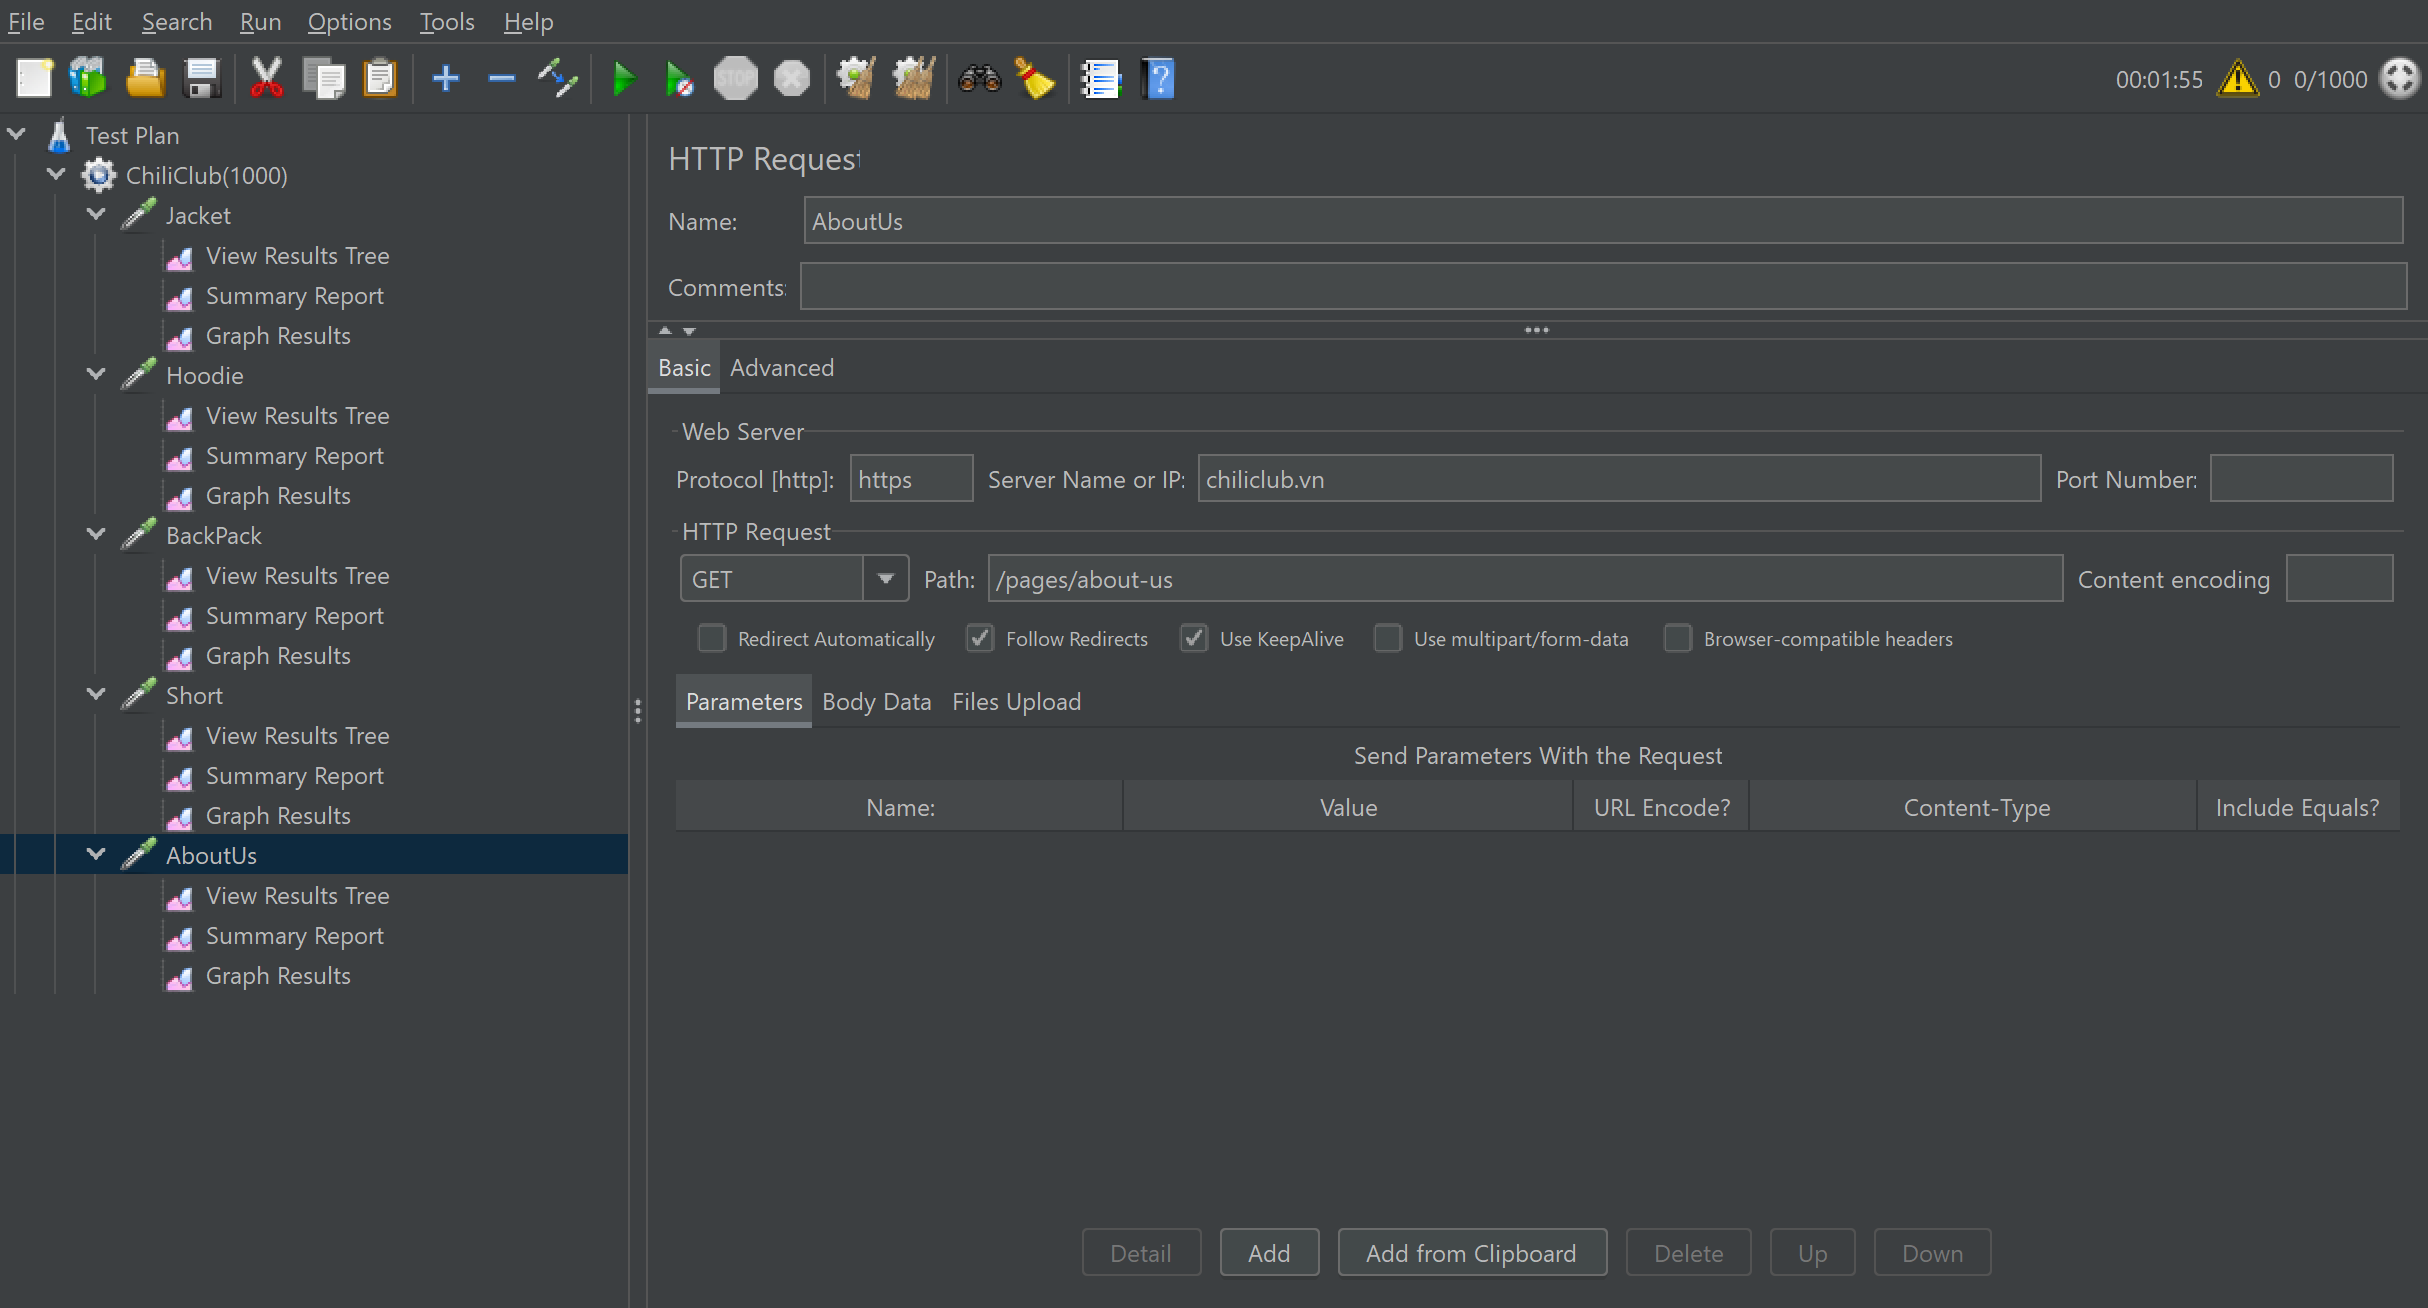 File Edit Search Run Options Tools Help
STOP ? 00:01:55 0 0/1000
Test Plan
ChiliClub(1000)
Jacket
View Results Tree
Summary Report
Graph Results
Hoodie
View Results Tree
Summary Report
Graph Results
BackPack
View Results Tree
Summary Report
Graph Results
Short
View Results Tree
Summary Report
Graph Results
AboutUs
View Results Tree
Summary Report
Graph Results
HTTP Request
Name: AboutUs
Comments:
Basic Advanced
Web Server
Protocol [http]: https Server Name or IP: chiliclub.vn Port Number:
HTTP Request
GET Path: /pages/about-us Content encoding
Redirect Automatically Follow Redirects Use KeepAlive Use multipart/form-data Browser-compatible headers
Parameters Body Data Files Upload
Send Parameters With the Request
Name: Value URL Encode? Content-Type Include Equals?
Detail Add Add from Clipboard Delete Up Down